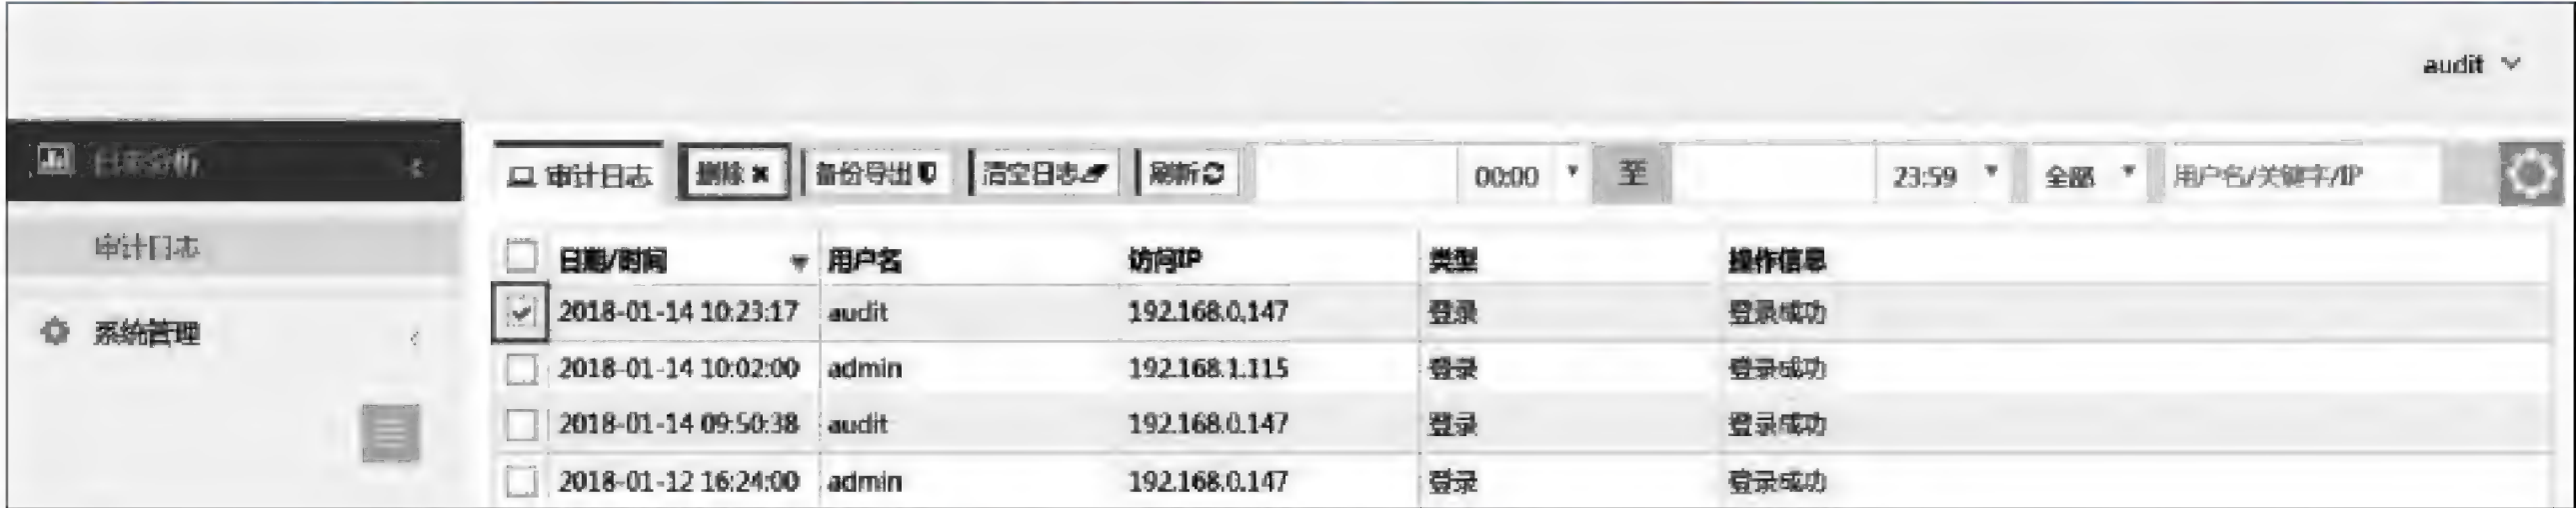 audit
日志分析
审计日志 删除 备份导出 清空日志 刷新 00:00 至 23:59 全部 用户名/关键字/IP
审计日志
系统管理
日期/时间 用户名 访问IP 类型 操作信息
2018-01-14 10:23:17 audit 192.168.0.147 登录 登录成功
2018-01-14 10:02:00 admin 192.168.1.115 登录 登录成功
2018-01-14 09:50:38 audit 192.168.0.147 登录 登录成功
2018-01-12 16:24:00 admin 192.168.0.147 登录 登录成功